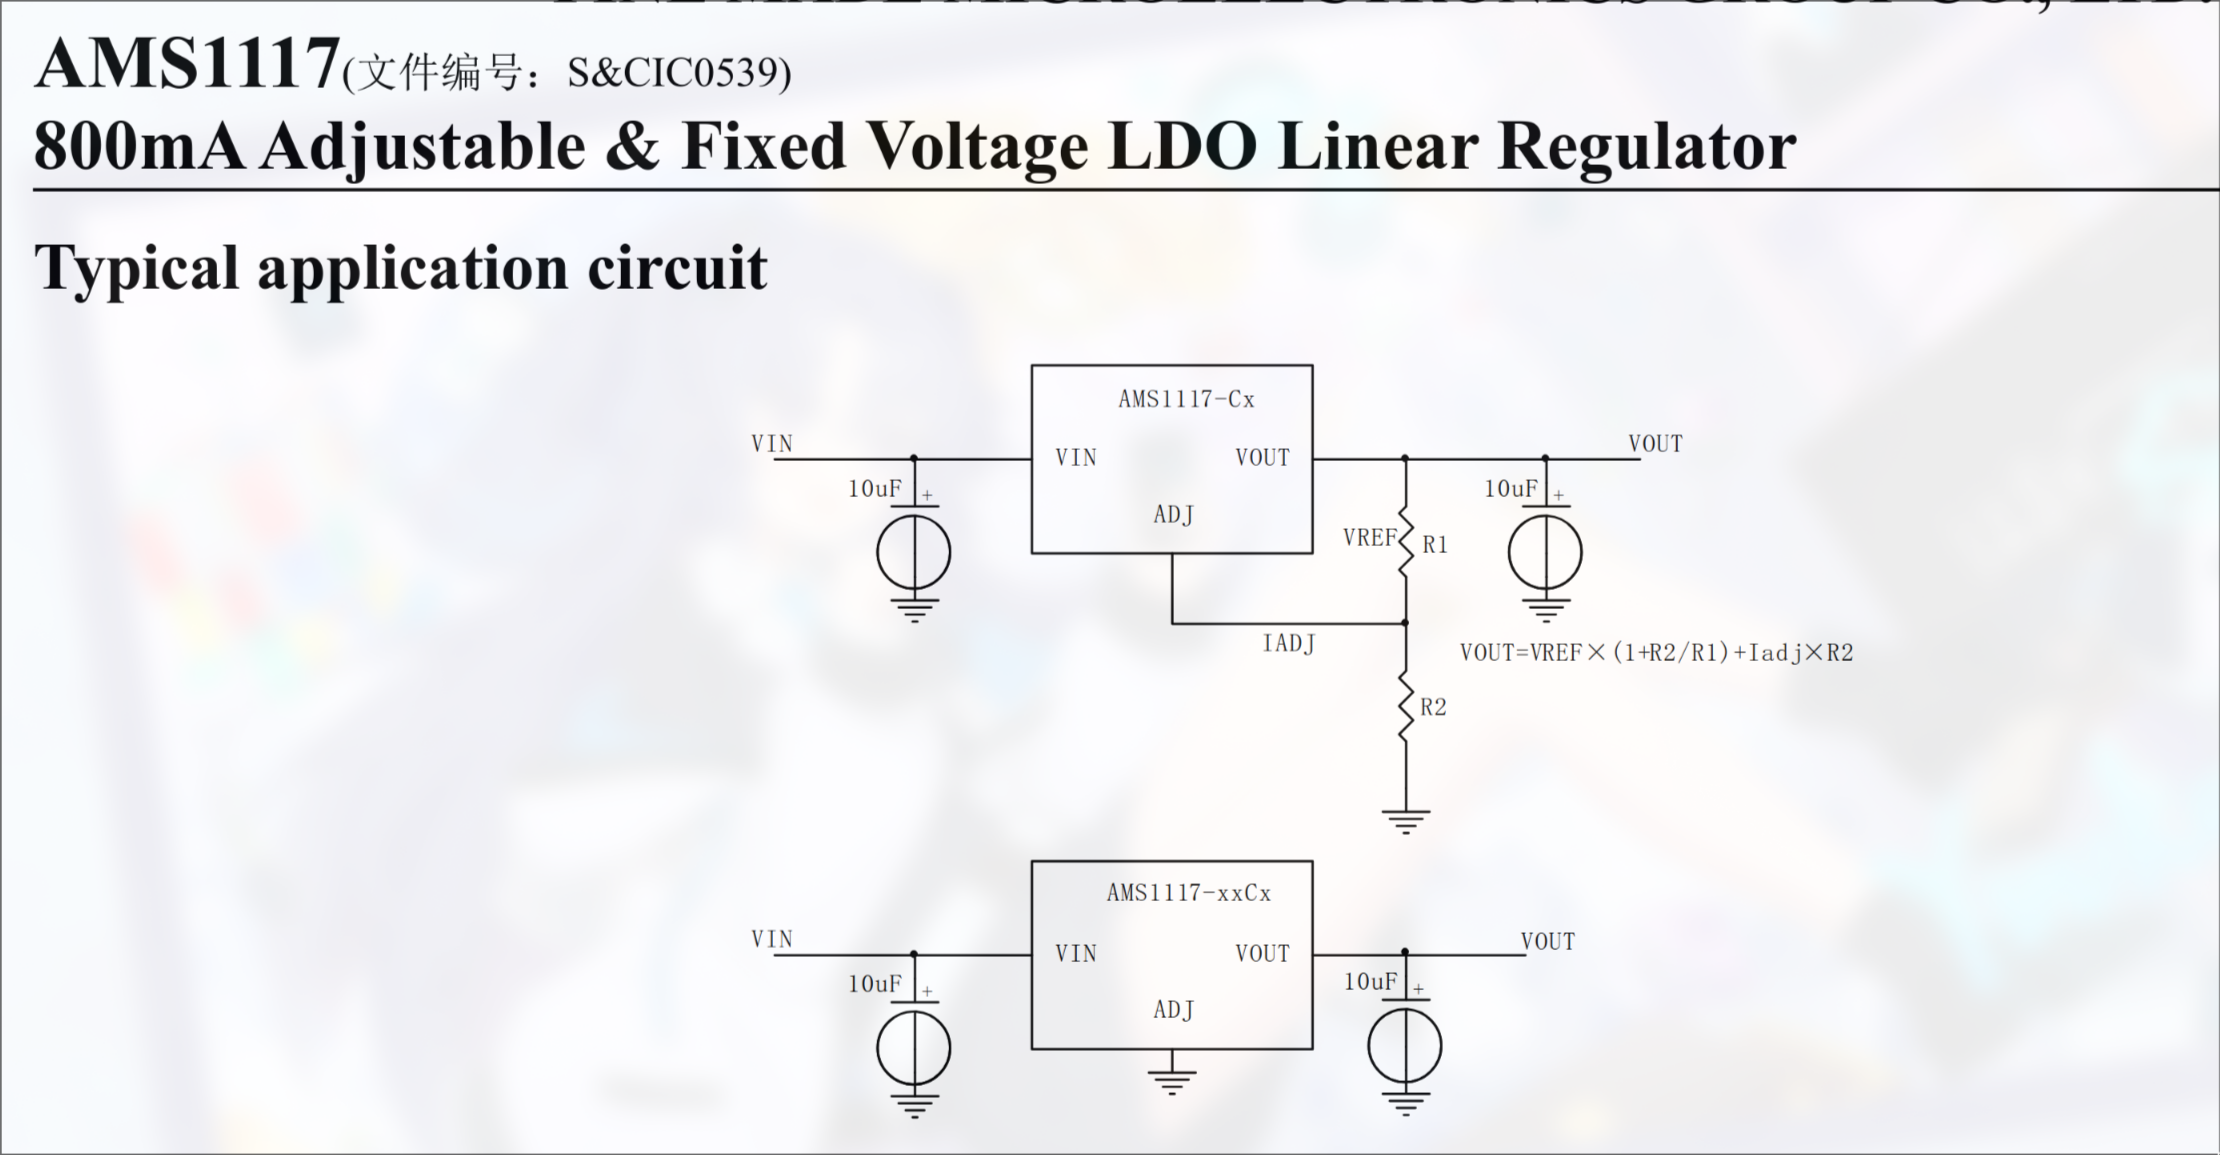 AMS1117(文件编号：S&CIC0539)
800mA Adjustable & Fixed Voltage LDO Linear Regulator
Typical application circuit
AMS1117-Cx
VIN
VIN
VOUT
VOUT
10uF
+
10uF
+
ADJ
VREF
R1
IADJ
VOUT=VREF×(1+R2/R1)+Iadj×R2
R2
AMS1117-xxCx
VIN
VIN
VOUT
VOUT
10uF
+
10uF
+
ADJ